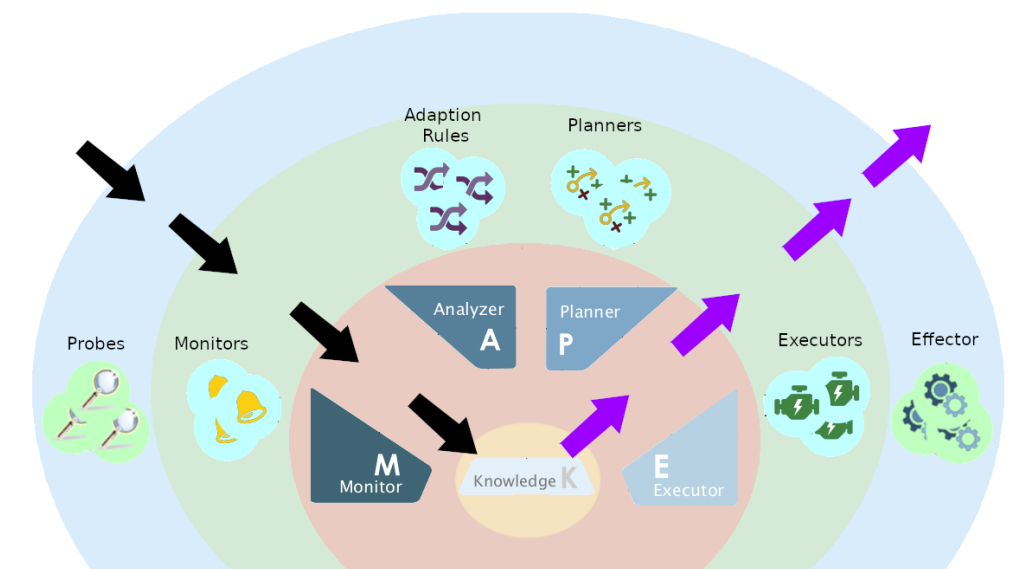 Adaption
Rules
Planners
Probes
Monitors
Executors
Effector
Analyzer
A
Planner
P
M
Monitor
Knowledge K
E
Executor